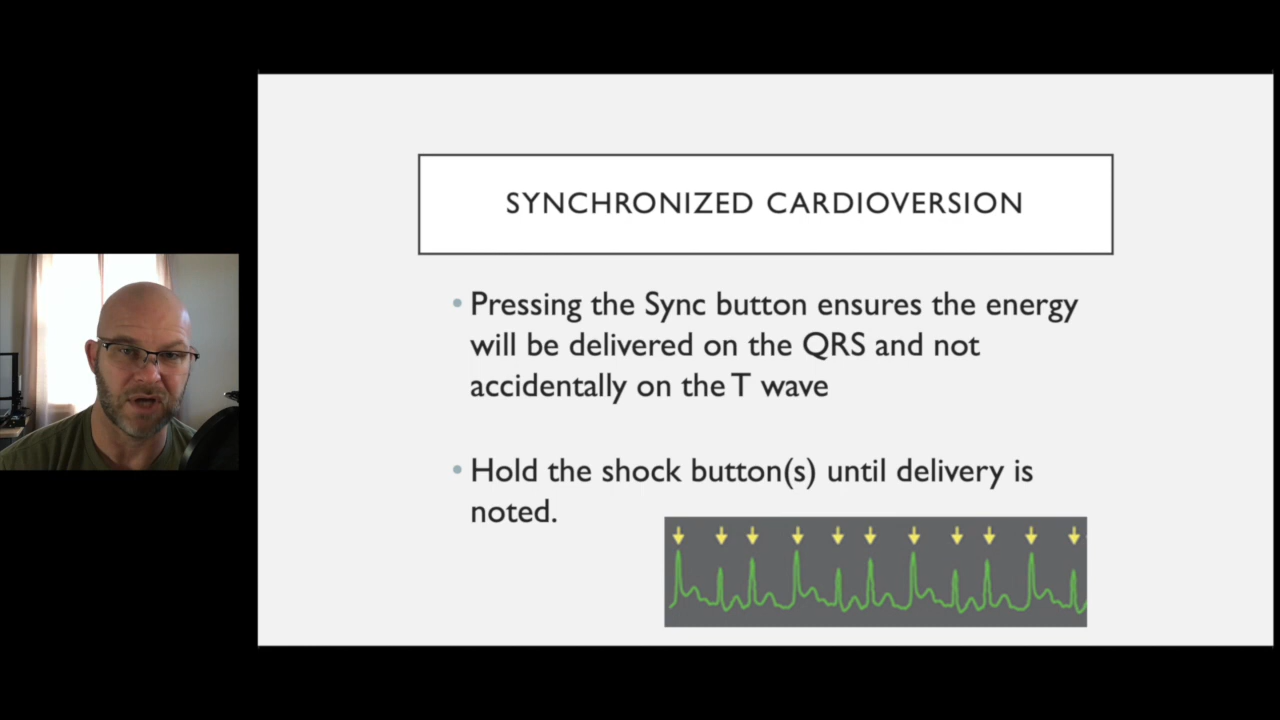 SYNCHRONIZED CARDIOVERSION
• Pressing the Sync button ensures the energy
will be delivered on the QRS and not
accidentally on the T wave
• Hold the shock button(s) until delivery is
noted.